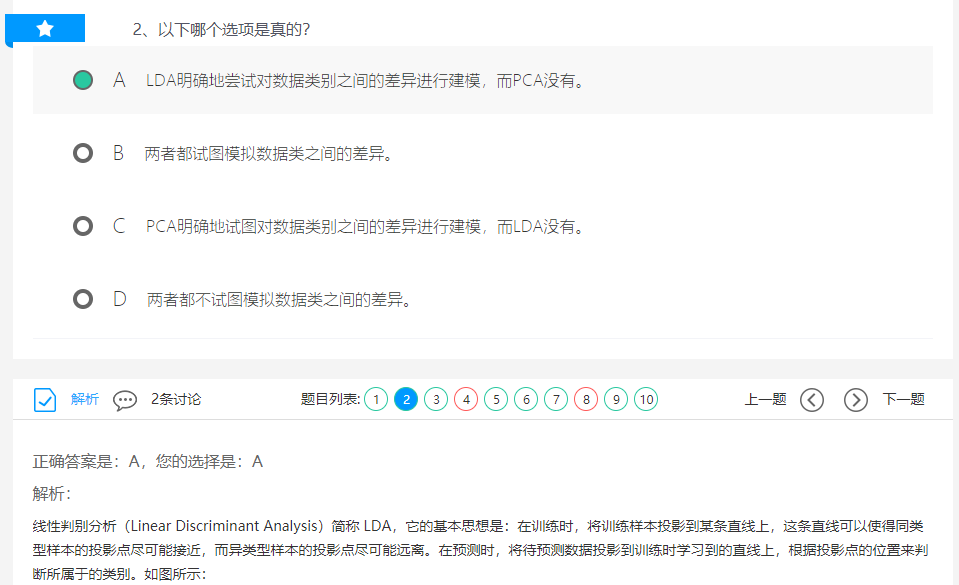 2、以下哪个选项是真的？
A LDA明确地尝试对数据类别之间的差异进行建模，而PCA没有。
B 两者都试图模拟数据类之间的差异。
C PCA明确地试图对数据类别之间的差异进行建模，而LDA没有。
D 两者都不试图模拟数据类之间的差异。
解析 2条讨论 题目列表: 1 2 3 4 5 6 7 8 9 10 上一题 下一题
正确答案是：A，您的选择是：A
解析：
线性判别分析（Linear Discriminant Analysis）简称 LDA，它的基本思想是：在训练时，将训练样本投影到某条直线上，这条直线可以使得同类
型样本的投影点尽可能接近，而异类型样本的投影点尽可能远离。在预测时，将待预测数据投影到训练时学习到的直线上，根据投影点的位置来判
断所属于的类别。如图所示：